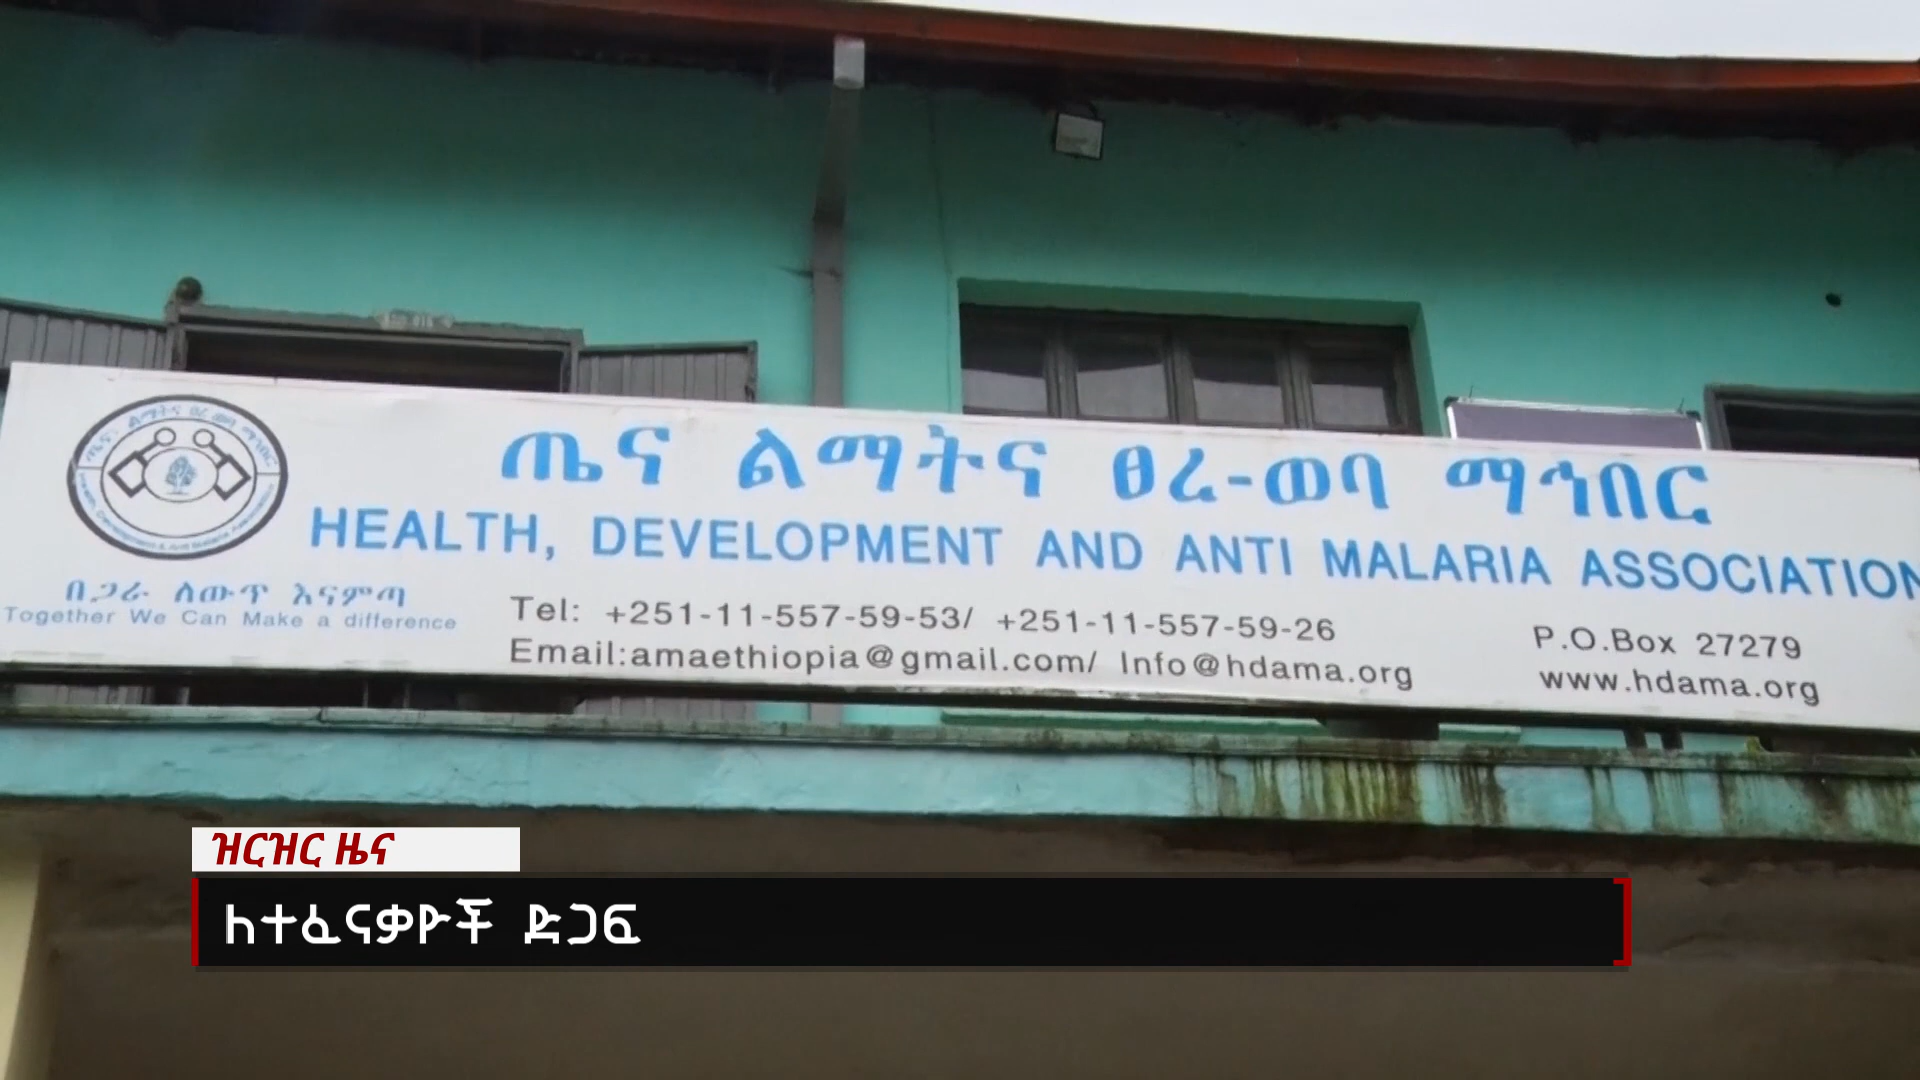 ጤና ልማትና ፀረ-ወባ ማኅበር
HEALTH, DEVELOPMENT AND ANTI MALARIA ASSOCIATION
በጋራ ለውጥ እናምጣ
Together We Can Make a difference
Tel: +251-11-557-59-53/ +251-11-557-59-26
Email:amaethiopia@gmail.com/ Info@hdama.org
P.O.Box 27279
www.hdama.org
ዝርዝር ዜና
ለተፈናቃዮች ድጋፍ